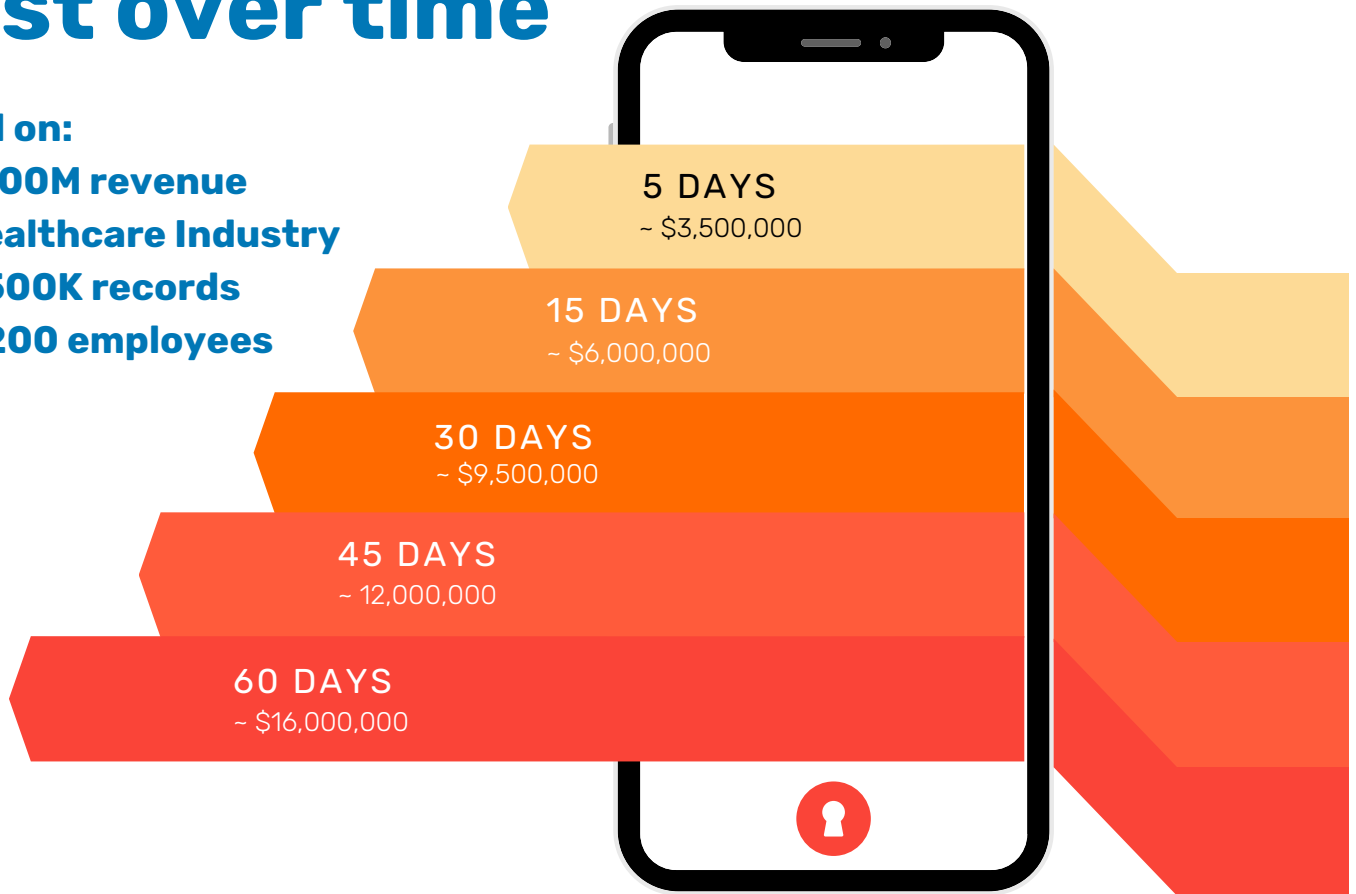 st over time
on:
00M revenue
ealthcare Industry
500K records
200 employees
5 DAYS
~ $3,500,000
15 DAYS
~ $6,000,000
30 DAYS
~ $9,500,000
45 DAYS
~ 12,000,000
60 DAYS
~ $16,000,000